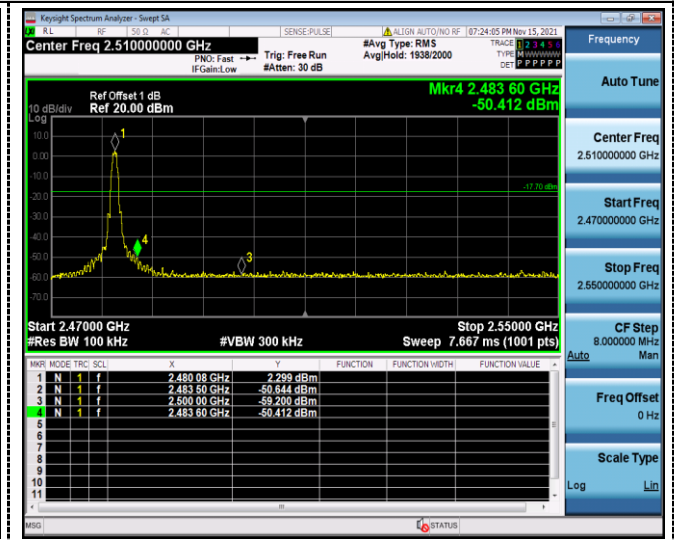 Keysight Spectrum Analyzer - Swept SA
RL RF 50 Ω AC SENSE:PULSE ALIGN AUTO/NO RF 07:24:05 PM Nov 15, 2021
Center Freq 2.510000000 GHz #Avg Type: RMS TRACE 1 2 3 4 5 6
PNO: Fast Trig: Free Run Avg|Hold: 1938/2000 TYPE M WWWWW
IFGain:Low #Atten: 30 dB DET P P P P P P
Mkr4 2.483 60 GHz
-50.412 dBm
Ref Offset 1 dB
10 dB/div Ref 20.00 dBm
Log
10.0
0.00
-10.0
-20.0
-30.0
-40.0
-50.0
-60.0
-70.0
1
4
3
-17.70 dBm
Start 2.47000 GHz Stop 2.55000 GHz
#Res BW 100 kHz #VBW 300 kHz Sweep 7.667 ms (1001 pts)
MKR MODE TRC SCL X Y FUNCTION FUNCTION WIDTH FUNCTION VALUE
1 N 1 f 2.480 08 GHz 2.299 dBm
2 N 1 f 2.483 50 GHz -50.644 dBm
3 N 1 f 2.500 00 GHz -59.200 dBm
4 N 1 f 2.483 60 GHz -50.412 dBm
5
6
7
8
9
10
11
MSG STATUS
Frequency
Auto Tune
Center Freq
2.510000000 GHz
Start Freq
2.470000000 GHz
Stop Freq
2.550000000 GHz
CF Step
8.000000 MHz
Auto Man
Freq Offset
0 Hz
Scale Type
Log Lin